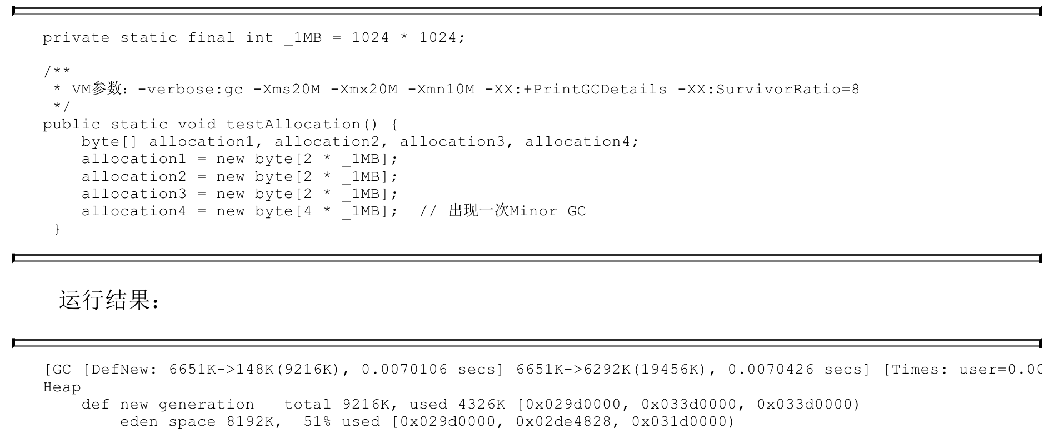 private static final int _1MB = 1024 * 1024;
/**
* VM参数：-verbose:gc -Xms20M -Xmx20M -Xmn10M -XX:+PrintGCDetails -XX:SurvivorRatio=8
*/
public static void testAllocation() {
byte[] allocation1, allocation2, allocation3, allocation4;
allocation1 = new byte[2 * _1MB];
allocation2 = new byte[2 * _1MB];
allocation3 = new byte[2 * _1MB];
allocation4 = new byte[4 * _1MB];  // 出现一次Minor GC
}
运行结果：
[GC [DefNew: 6651K->148K(9216K), 0.0070106 secs] 6651K->6292K(19456K), 0.0070426 secs] [Times: user=0.00
Heap
def new generation   total 9216K, used 4326K [0x029d0000, 0x033d0000, 0x033d0000)
eden space 8192K,  51% used [0x029d0000, 0x02de4828, 0x031d0000)